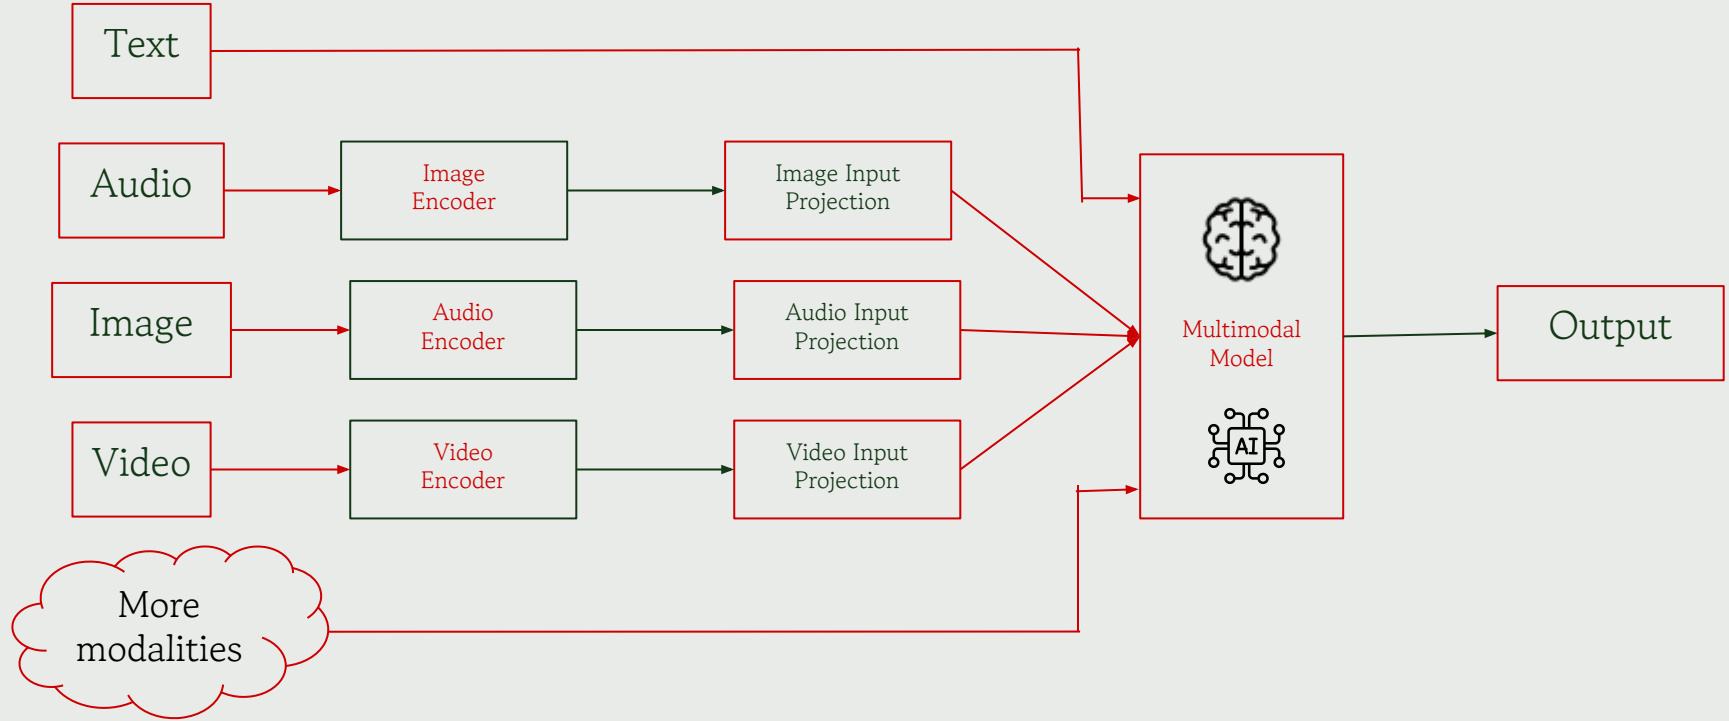 Text
Audio
Image
Encoder
Image Input
Projection
Image
Audio
Encoder
Audio Input
Projection
Video
Video
Encoder
Video Input
Projection
More
modalities
Multimodal
Model
AI
Output